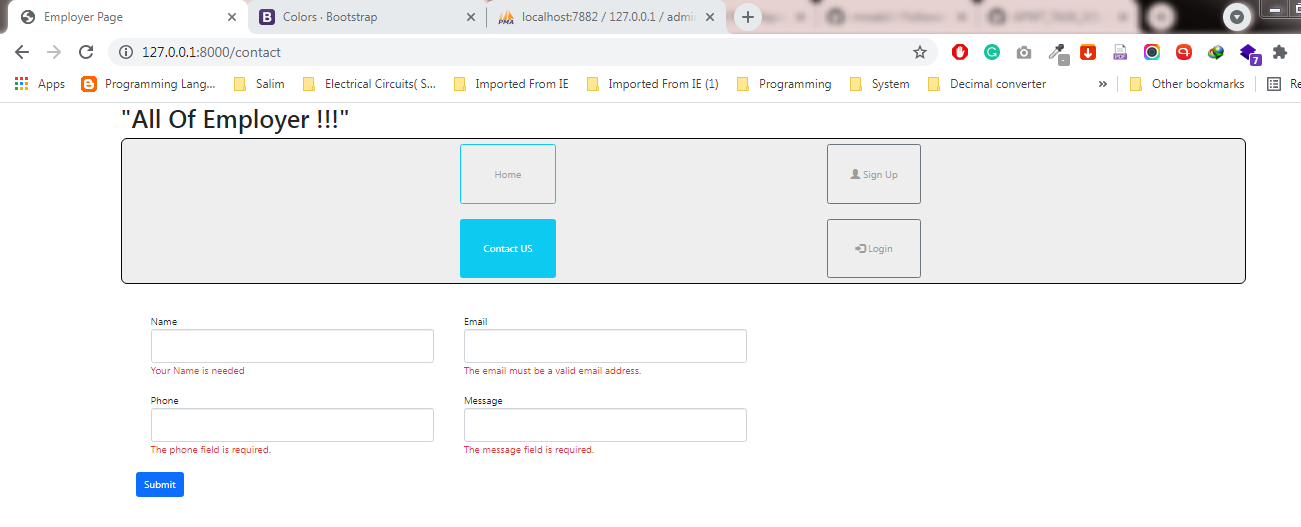 Employer Page
Colors · Bootstrap
PMA localhost:7882 / 127.0.0.1 / admi
127.0.0.1:8000/contact
PDF
7
Apps Programming Lang... Salim Electrical Circuits( S... Imported From IE Imported From IE (1) Programming System Decimal converter » Other bookmarks Re
"All Of Employer !!!"
Home Sign Up
Contact US Login
Name Email
Your Name is needed The email must be a valid email address.
Phone Message
The phone field is required. The message field is required.
Submit